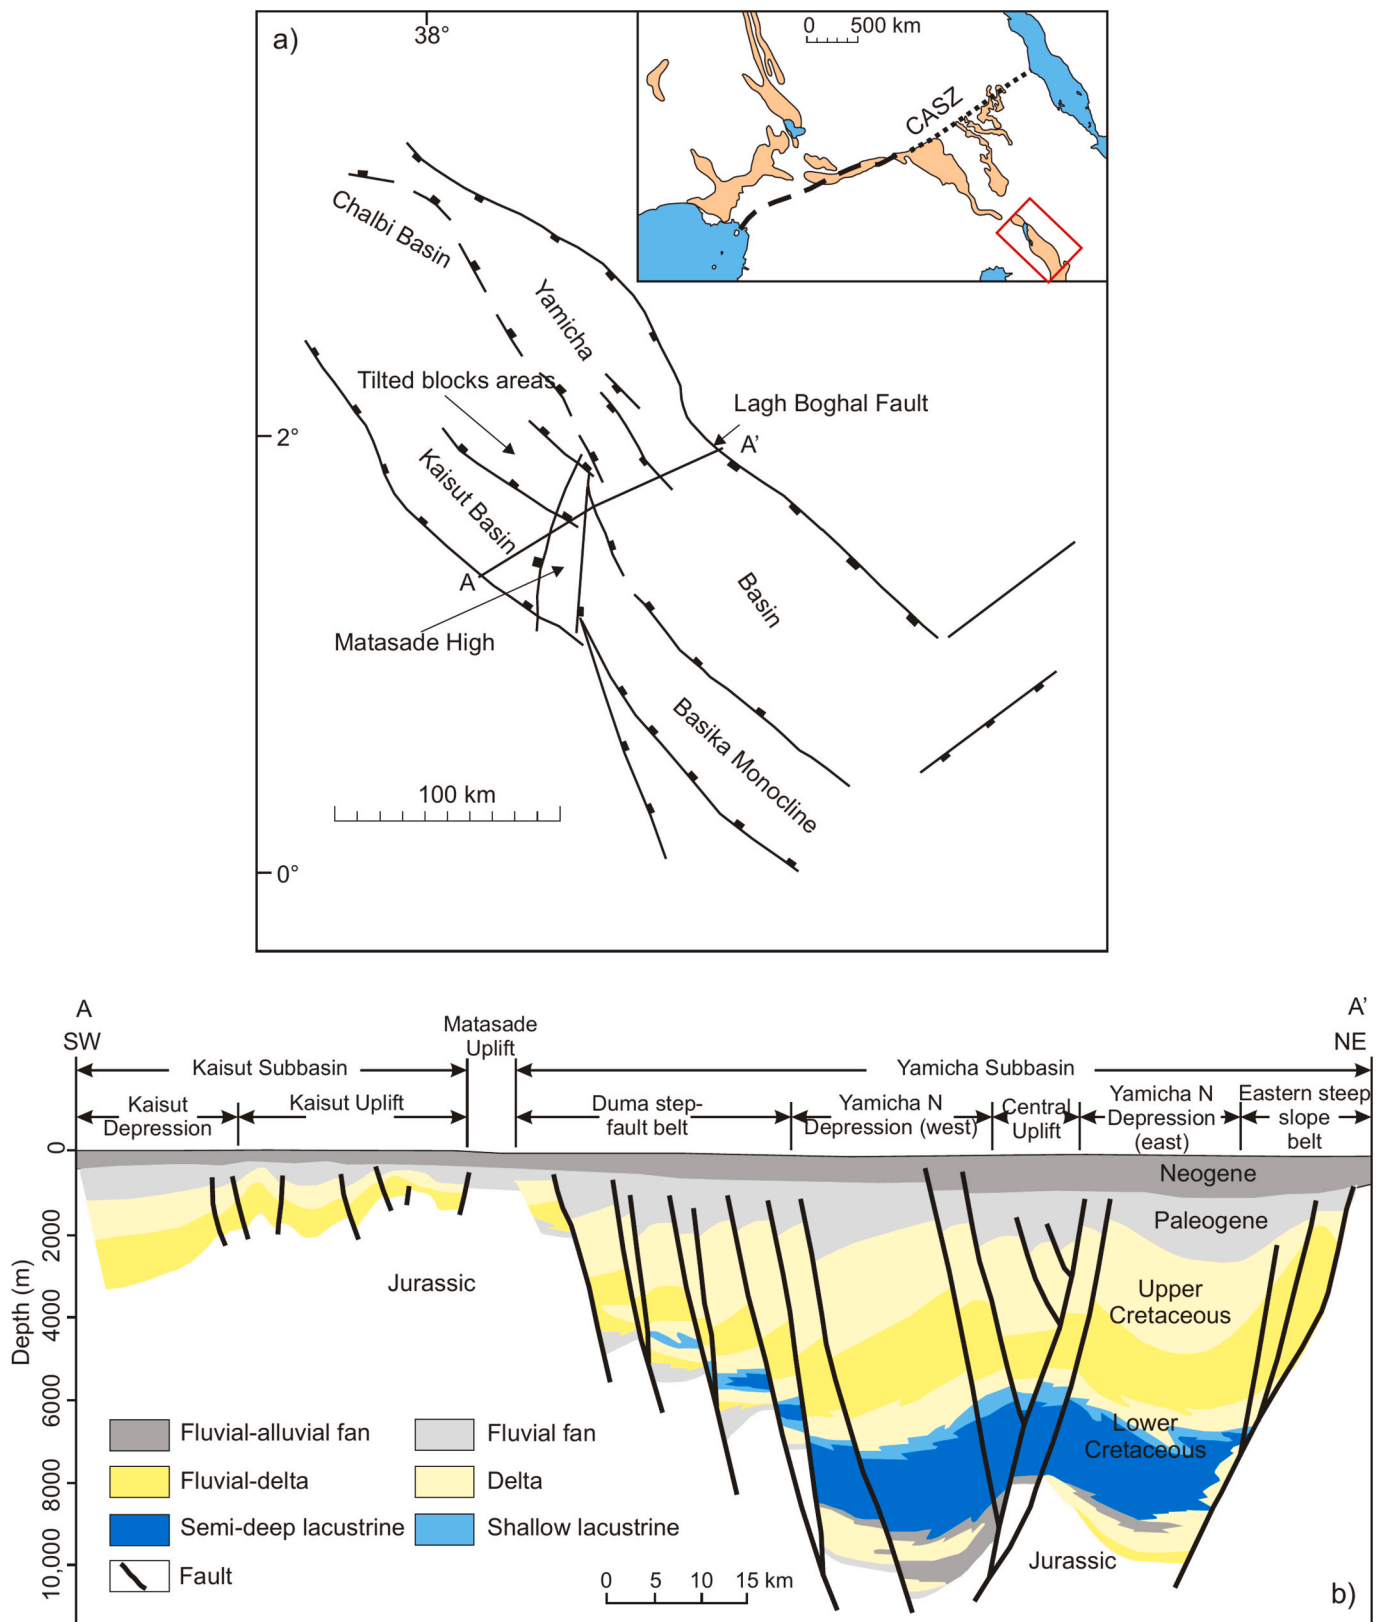 a)
38°
0 500 km
CASZ
Chalbi Basin
Yamicha
Tilted blocks areas
Lagh Boghal Fault
2°
A'
Kaisut Basin
A
Basin
Matasade High
Basika Monocline
100 km
0°
A
A'
SW
Matasade
Uplift
NE
Kaisut Subbasin
Yamicha Subbasin
Kaisut
Depression
Kaisut Uplift
Duma step-
fault belt
Yamicha N
Depression (west)
Central
Uplift
Yamicha N
Depression
(east)
Eastern steep
slope
belt
0
Neogene
Paleogene
2000
Jurassic
Upper
Cretaceous
4000
Depth (m)
6000
Lower
Cretaceous
8000
10,000
Jurassic
Fluvial-alluvial fan
Fluvial fan
Fluvial-delta
Delta
Semi-deep lacustrine
Shallow lacustrine
Fault
0 5 10 15 km
b)